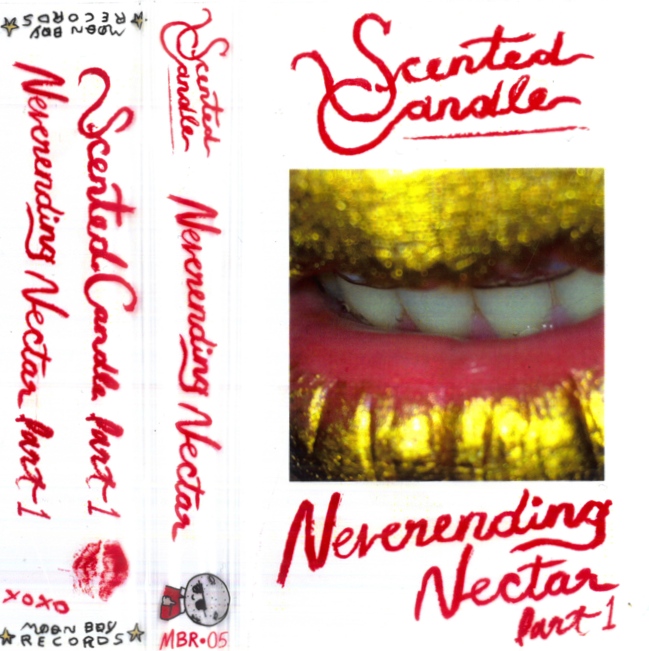 MOON BOY
RECORDS
Scented Candle Part 1
Neverending Nectar Part 1
XOXO
MOON BOY
RECORDS
Scented
Candle
Neverending Nectar
MBR•05
Scented
Candle
Neverending
Nectar
Part 1